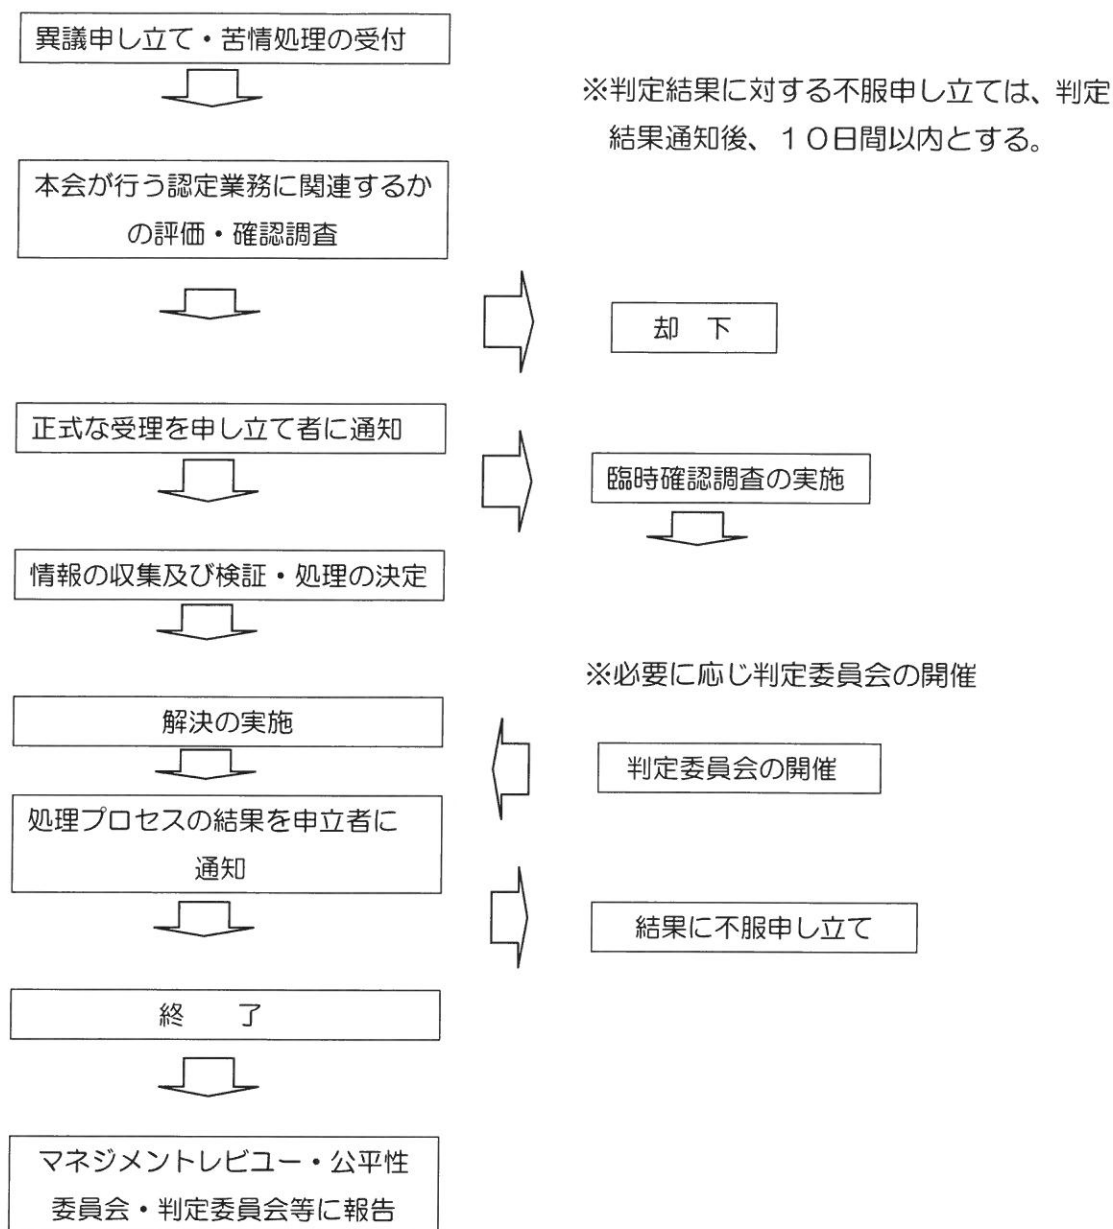 異議申し立て・苦情処理の受付
※判定結果に対する不服申し立ては、判定
結果通知後、１０日間以内とする。
本会が行う認定業務に関連するか
の評価・確認調査
却　下
正式な受理を申し立て者に通知
臨時確認調査の実施
情報の収集及び検証・処理の決定
※必要に応じ判定委員会の開催
解決の実施
判定委員会の開催
処理プロセスの結果を申立者に
通知
結果に不服申し立て
終　　了
マネジメントレビュー・公平性
委員会・判定委員会等に報告